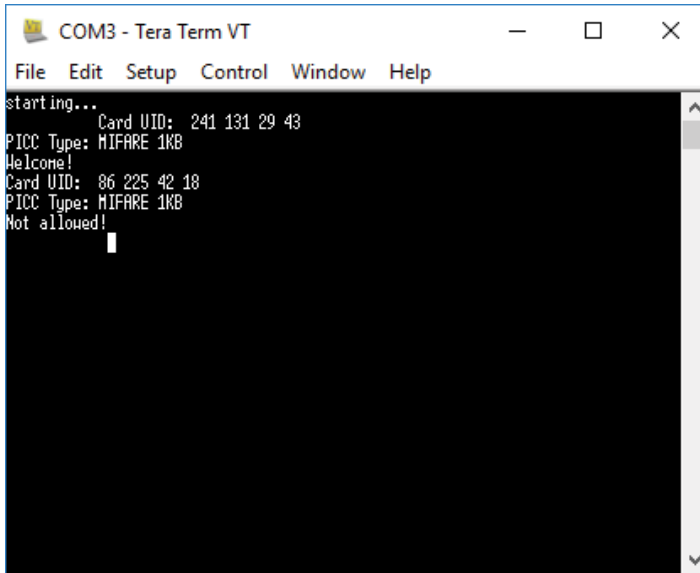 COM3 - Tera Term VT
File Edit Setup Control Window Help
starting...
Card UID: 241 131 29 43
PICC Type: MIFARE 1KB
Welcome!
Card UID: 86 225 42 18
PICC Type: MIFARE 1KB
Not allowed!